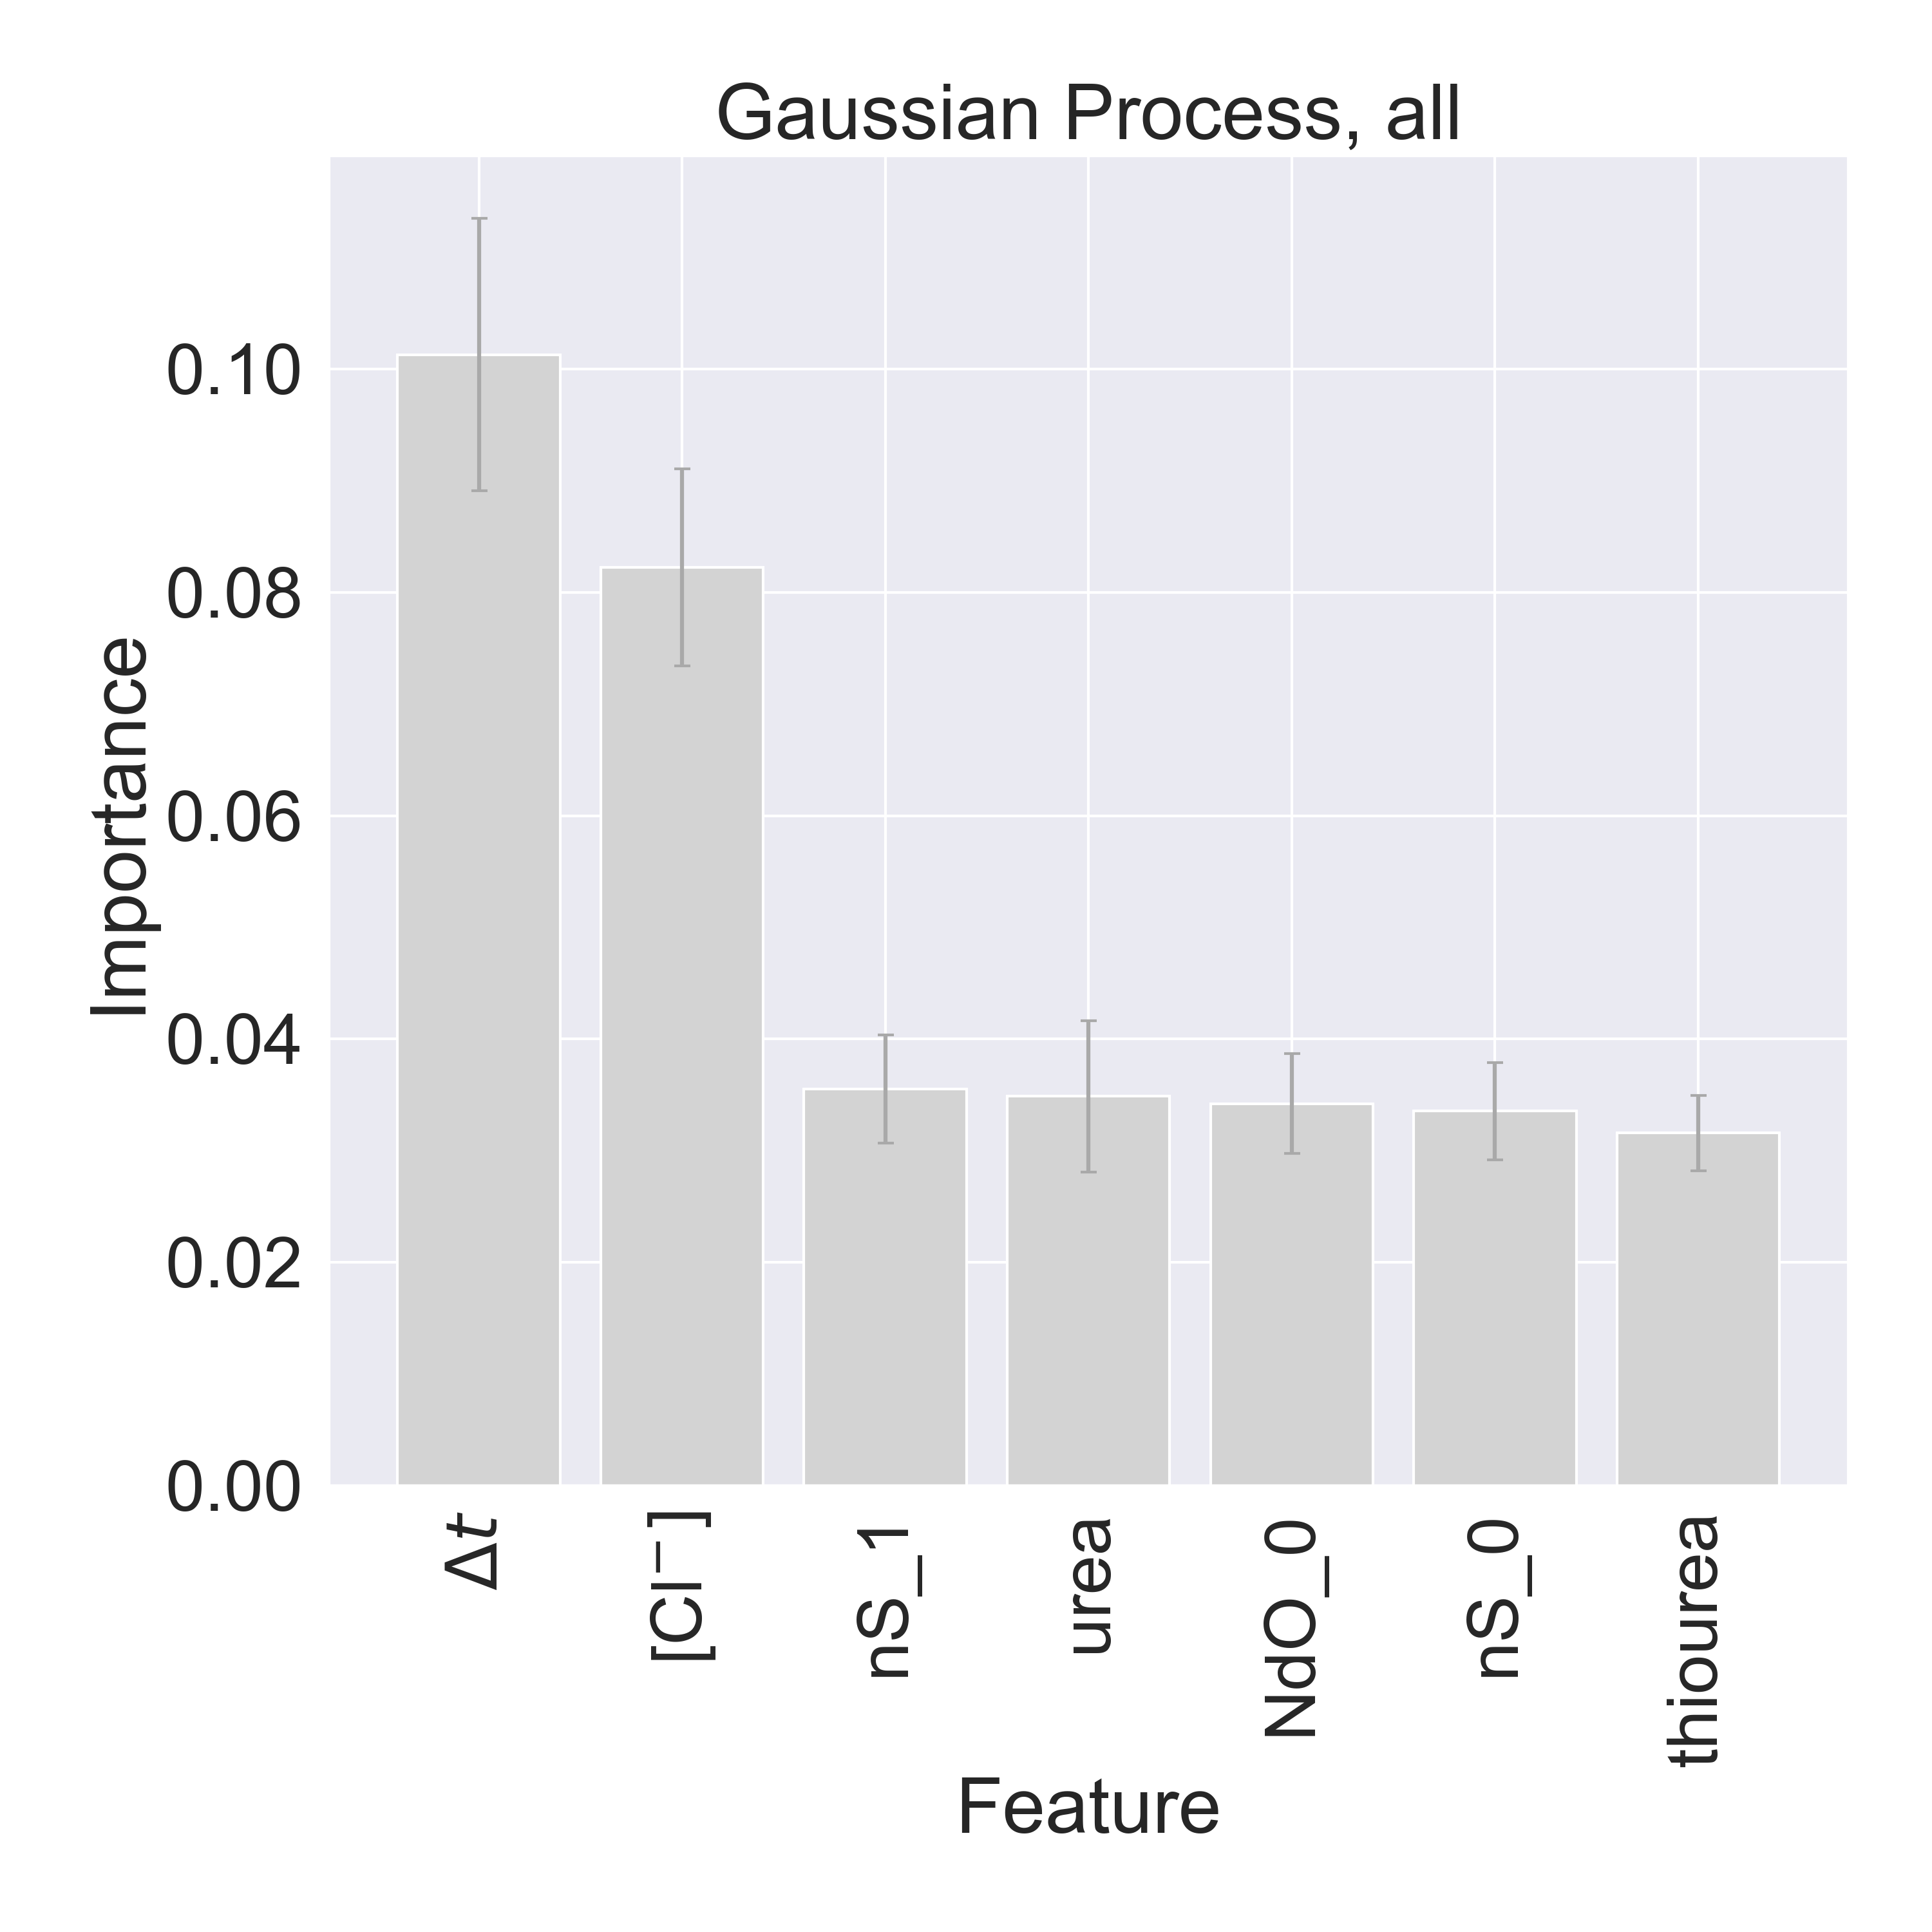 Gaussian Process, all
Importance
0.10
0.08
0.06
0.04
0.02
0.00
Δt
[Cl⁻]
nS_1
urea
NdO_0
nS_0
thiourea
Feature